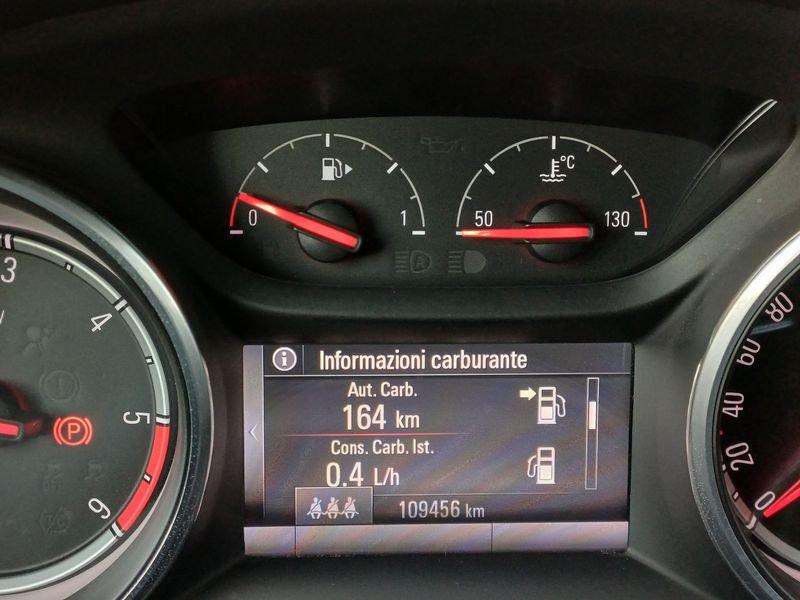 0
1
°C
50
130
3
4
5
6
(P)
A
i Informazioni carburante
Aut. Carb.
164 km
Cons. Carb. Ist.
0.4 L/h
109456 km
80
60
40
20
0